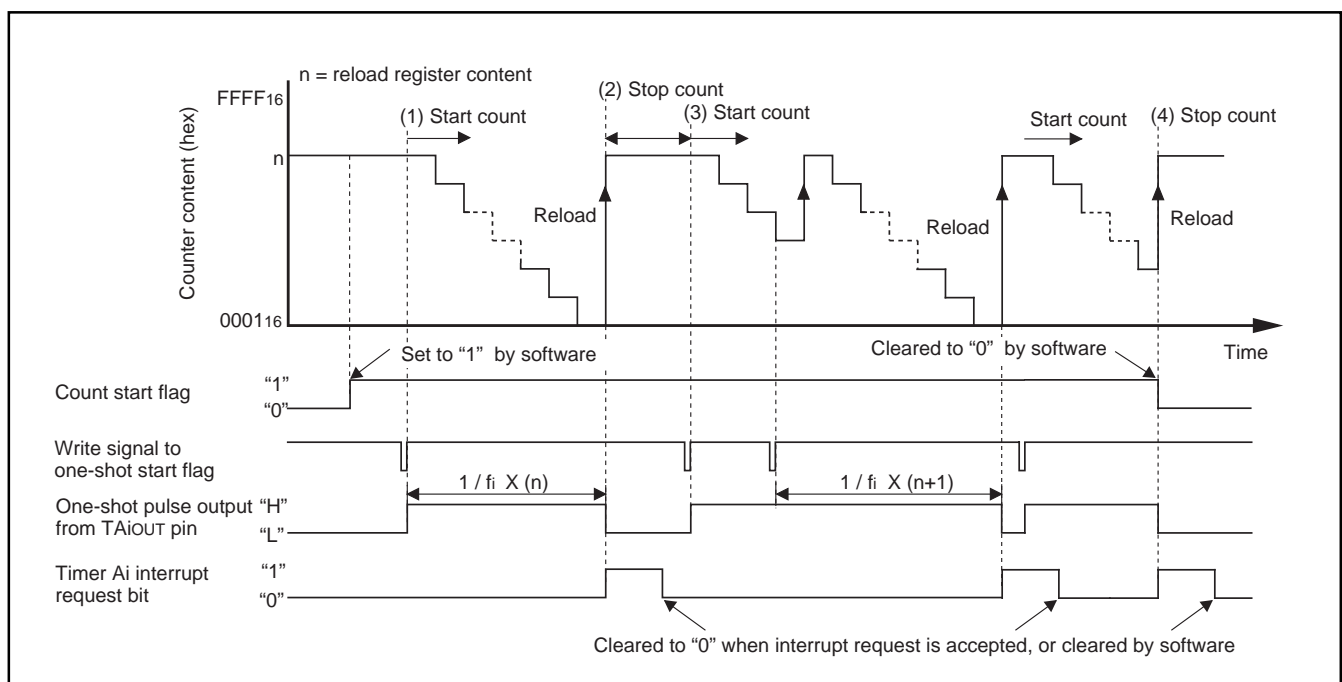 n = reload register content
FFFF16
(1) Start count
(2) Stop count
(3) Start count
Start count
(4) Stop count
n
Counter content (hex)
Reload
Reload
Reload
000116
Set to “1” by software
Cleared to “0” by software
Time
Count start flag
“1”
“0”
Write signal to
one-shot start flag
1 / fi X (n)
1 / fi X (n+1)
One-shot pulse output
from TAiOUT pin
“H”
“L”
Timer Ai interrupt
request bit
“1”
“0”
Cleared to “0” when interrupt request is accepted, or cleared by software